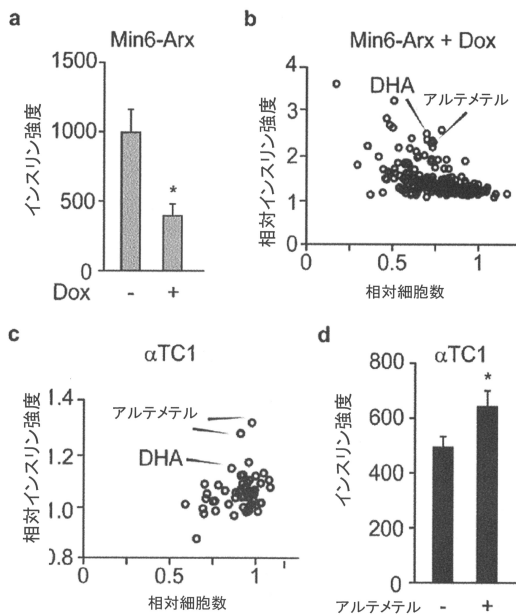 a
Min6-Arx
インスリン強度
1500
1000
500
0
*
Dox - +
b
Min6-Arx + Dox
相対インスリン強度
4
3
2
1
0
DHA
アルテメテル
0 0.5 1
相対細胞数
c
αTC1
相対インスリン強度
1.4
1.2
1.0
0.8
アルテメテル
DHA
0 0.5 1
相対細胞数
d
αTC1
インスリン強度
800
600
400
200
0
*
アルテメテル - +